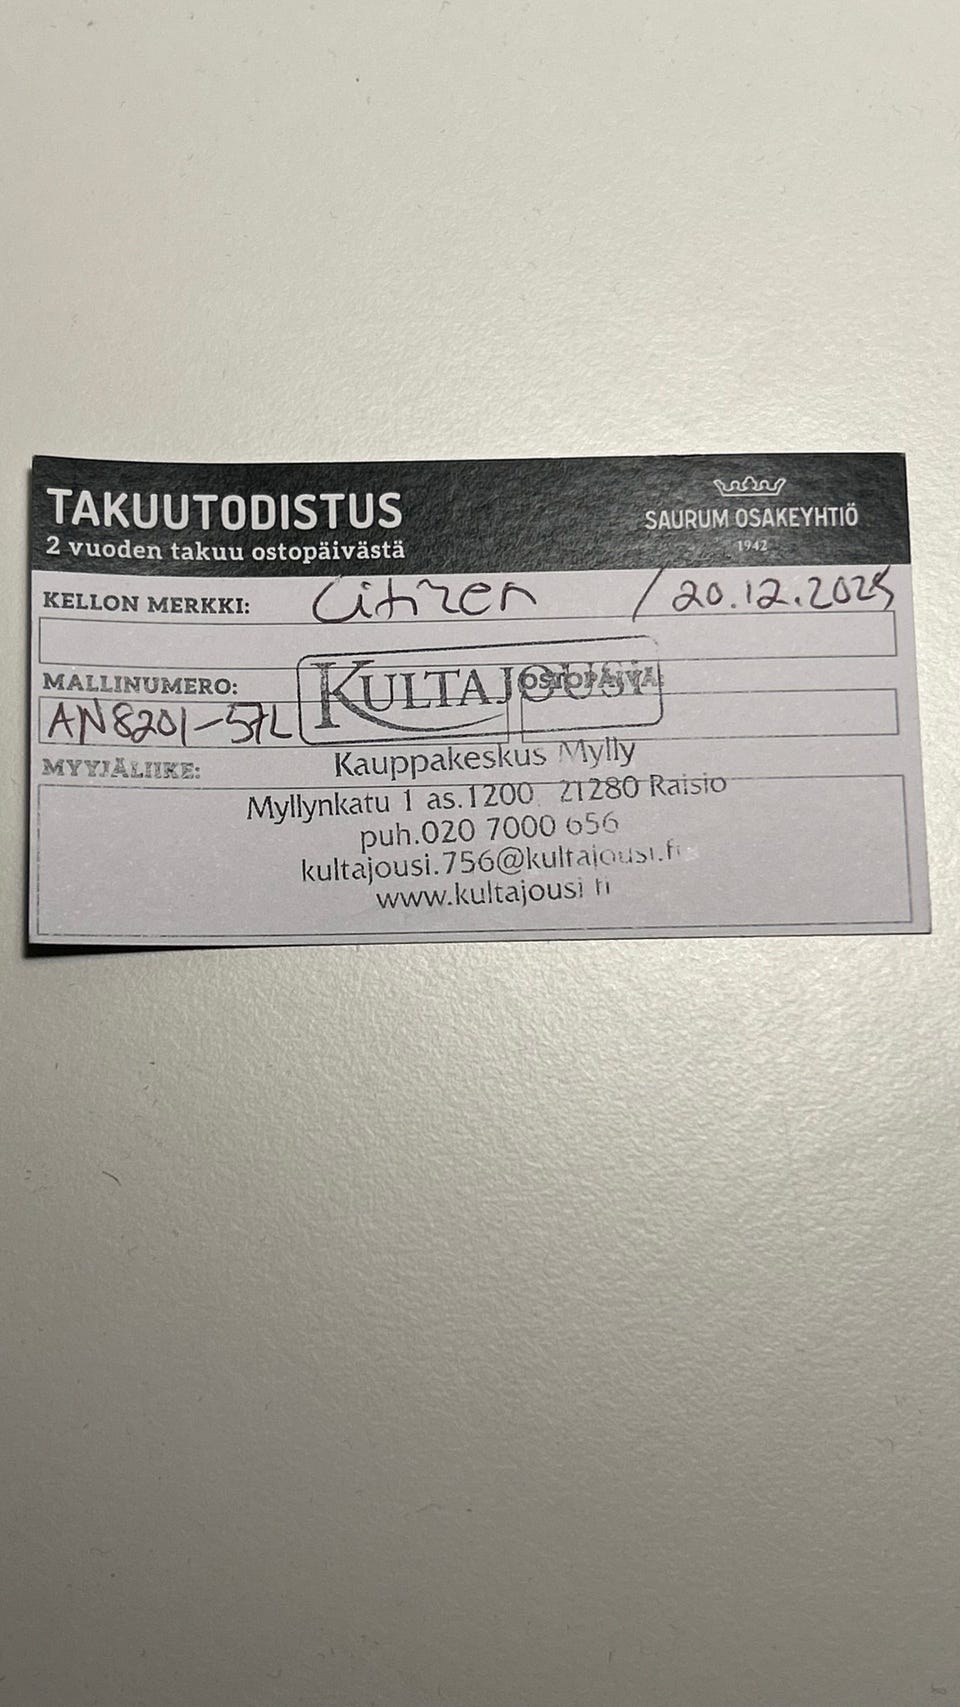 TAKUUTODISTUS
2 vuoden takuu ostopäivästä
SAURUM OSAKEYHTIÖ
1942
KELLON MERKKI: Citizen / 20.12.2025
MALLINUMERO: OSTOPÄIVÄ:
AN8201-57L KULTAJOUSI
MYYJÄLIIKE:
Kauppakeskus Mylly
Myllynkatu 1 as.1200 21280 Raisio
puh.020 7000 656
kultajousi.756@kultajousi.fi
www.kultajousi fi